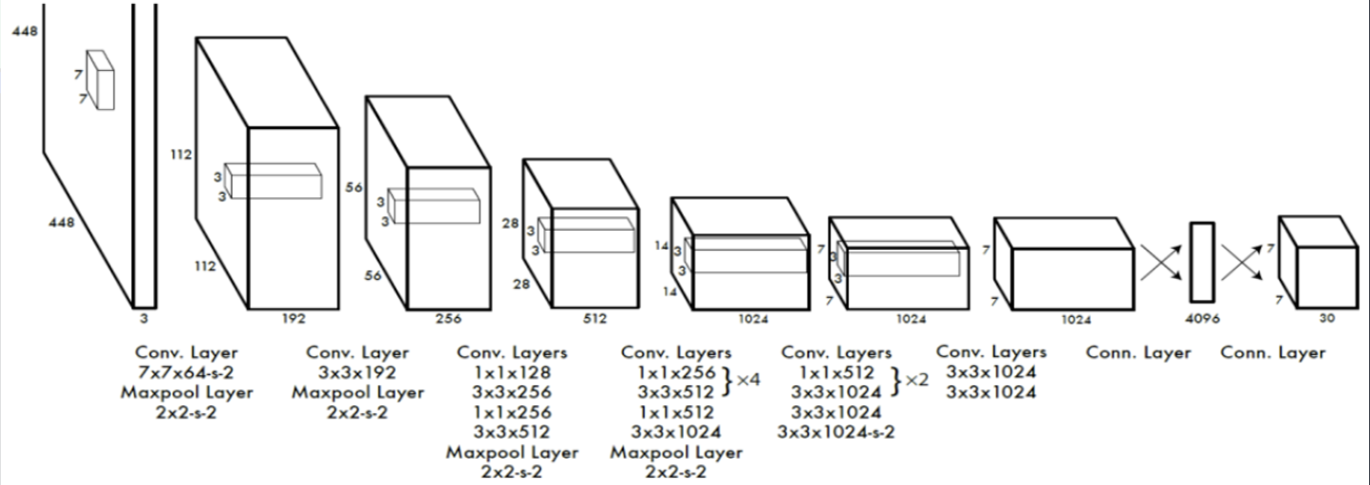 448
7
7
448
3
112
3
3
112
192
56
3
3
56
256
28
3
3
28
512
14
3
3
14
1024
7
3
3
7
1024
7
7
1024
4096
7
7
30
Conv. Layer
7x7x64-s-2
Maxpool Layer
2x2-s-2
Conv. Layer
3x3x192
Maxpool Layer
2x2-s-2
Conv. Layers
1x1x128
3x3x256
1x1x256
3x3x512
Maxpool Layer
2x2-s-2
Conv. Layers
1x1x256
3x3x512
}×4
1x1x512
3x3x1024
Maxpool Layer
2x2-s-2
Conv. Layers
1x1x512
3x3x1024
}×2
3x3x1024
3x3x1024-s-2
Conv. Layers
3x3x1024
3x3x1024
Conn. Layer
Conn. Layer